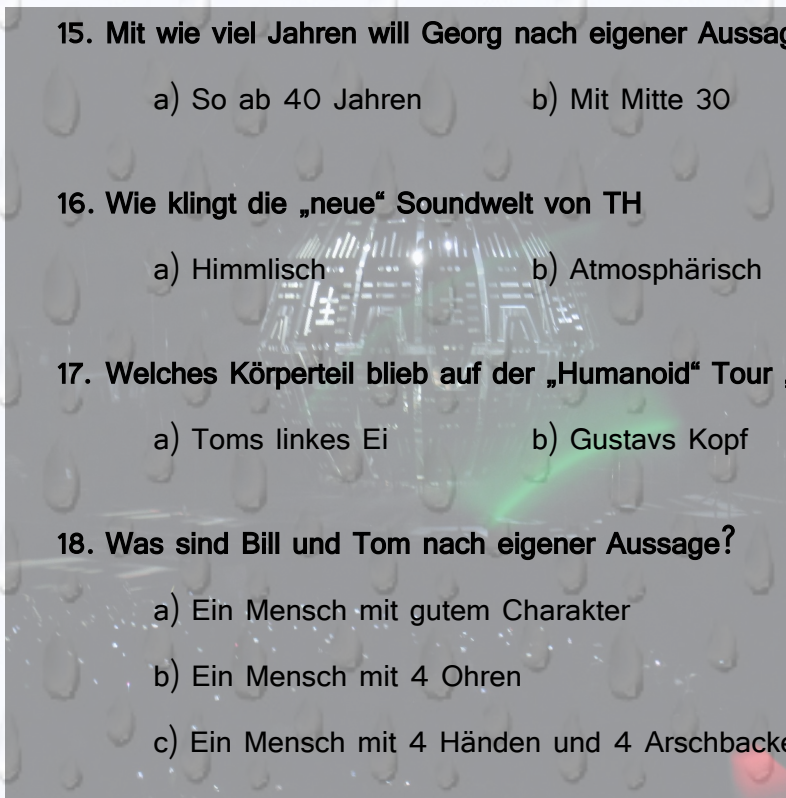 15. Mit wie viel Jahren will Georg nach eigener
a) So ab 40 Jahren b) Mit Mitte 30
16. Wie klingt die „neue“ Soundwelt von TH
a) Himmlisch b) Atmosphärisch
17. Welches Körperteil blieb auf der „Humanoid“ Tour „
a) Toms linkes Ei b) Gustavs Kopf
18. Was sind Bill und Tom nach eigener Aussage?
a) Ein Mensch mit gutem Charakter
b) Ein Mensch mit 4 Ohren
c) Ein Mensch mit 4 Händen und 4